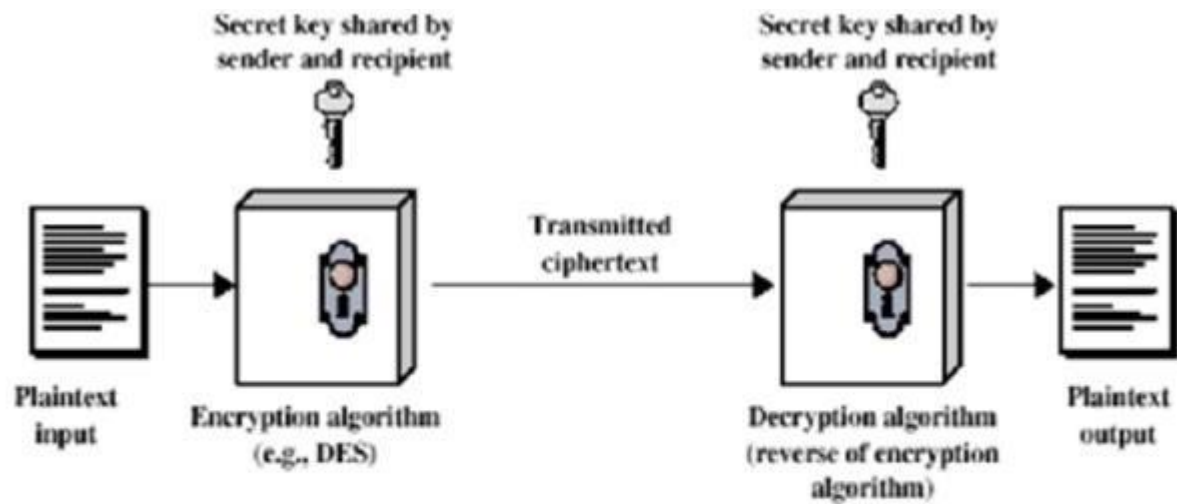 Secret key shared by
sender and recipient
Secret key shared by
sender and recipient
Transmitted
ciphertext
Plaintext
input
Encryption algorithm
(e.g., DES)
Decryption algorithm
(reverse of encryption
algorithm)
Plaintext
output